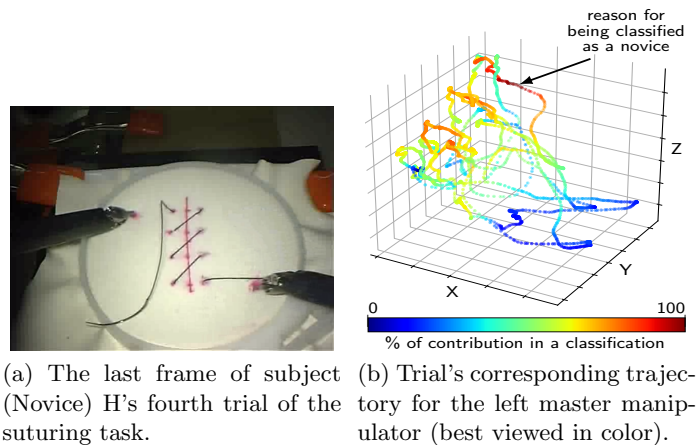 reason for
being classified
as a novice
Z
Y
X
0
100
% of contribution in a classification
(a) The last frame of subject
(Novice) H's fourth trial of the
suturing task.
(b) Trial's corresponding trajec-
tory for the left master manip-
ulator (best viewed in color).